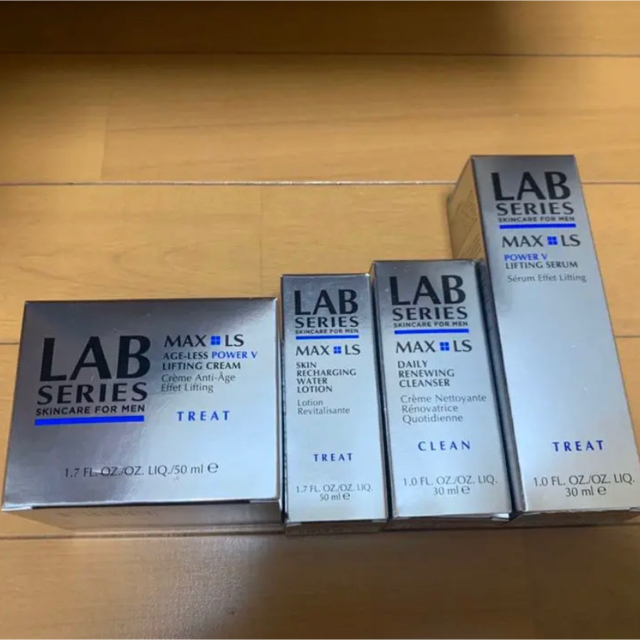 LAB
SERIES
SKINCARE FOR MEN
MAX LS
AGE-LESS POWER V
LIFTING CREAM
Crème Anti-Âge
Effet Lifting
TREAT
1.7 FL. OZ./OZ. LIQ./50 ml ℮
LAB
SERIES
SKINCARE FOR MEN
MAX LS
SKIN
RECHARGING
WATER
LOTION
Lotion
Revitalisante
TREAT
1.7 FL. OZ./OZ. LIQ.
50 ml ℮
LAB
SERIES
SKINCARE FOR MEN
MAX LS
DAILY
RENEWING
CLEANSER
Crème Nettoyante
Rénovatrice
Quotidienne
CLEAN
1.0 FL. OZ./OZ. LIQ.
30 ml ℮
LAB
SERIES
SKINCARE FOR MEN
MAX LS
POWER V
LIFTING SERUM
Sérum Effet Lifting
TREAT
1.0 FL. OZ./OZ. LIQ.
30 ml ℮